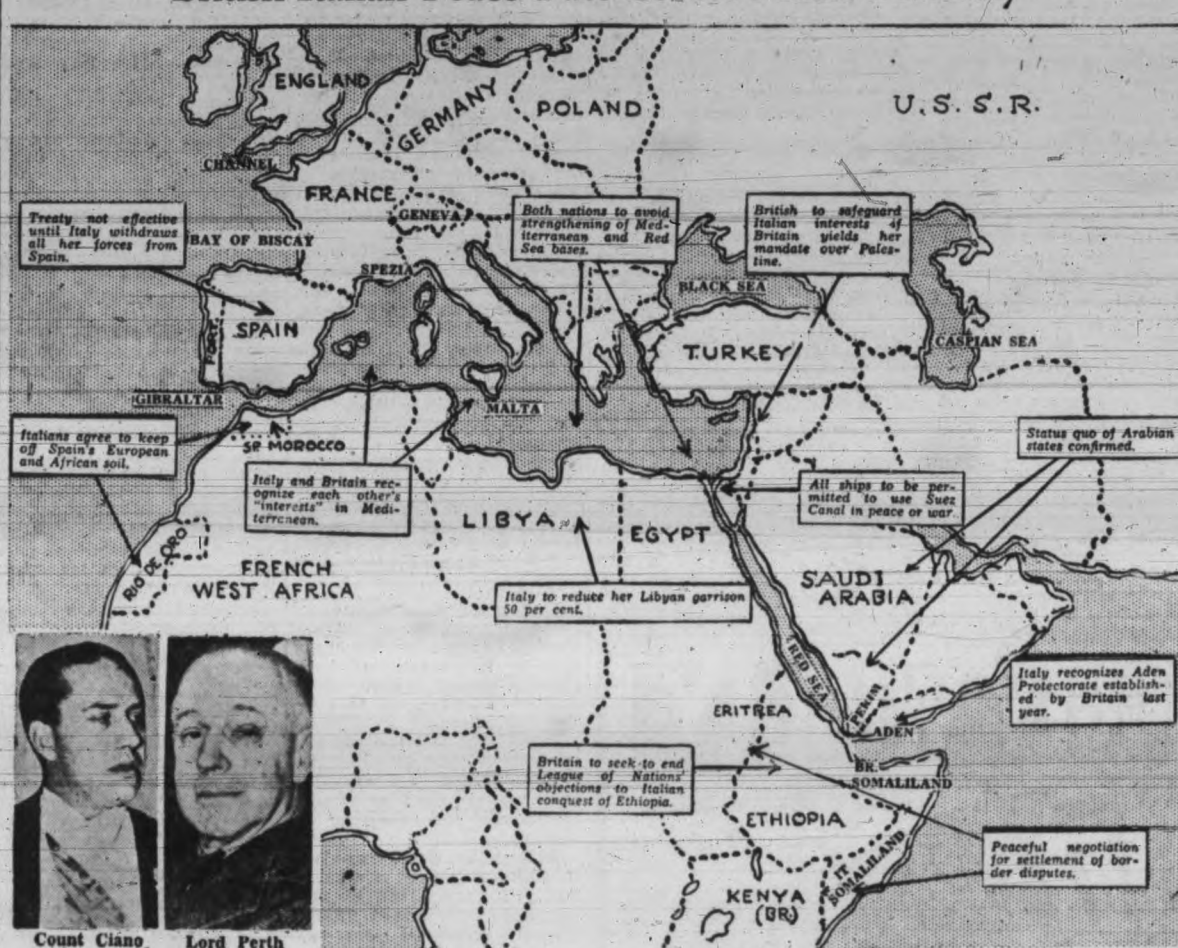 ENGLAND
GERMANY
POLAND
U.S.S.R.
CHANNEL
FRANCE
GENEVA
Treaty not effective
until Italy withdraws
all her forces from
Spain.
BAY OF BISCAY
Both nations to avoid
strengthening of Med-
iterranean and Red
Sea bases.
British to safeguard
Italian interests if
Britain yields her
mandate over Pales-
tine.
SPEZIA
BLACK SEA
SPAIN
PORT.
TURKEY
CASPIAN SEA
GIBRALTAR
MALTA
Italians agree to keep
off Spain's European
and African soil.
SP. MOROCCO
Italy and Britain rec-
ognize each other's
"interests" in Medi-
terranean.
Status quo of Arabian
states confirmed.
All ships to be per-
mitted to use Suez
Canal in peace or war.
LIBYA
EGYPT
RIO DE ORO
FRENCH
WEST AFRICA
SAUDI
ARABIA
Italy to reduce her Libyan garrison
50 per cent.
RED SEA
ERITREA
PERIM
ADEN
Italy recognizes Aden
Protectorate establish-
ed by Britain last
year.
Britain to seek to end
League of Nations'
objections to Italian
conquest of Ethiopia.
BR.
SOMALILAND
ETHIOPIA
IT
SOMALILAND
Peaceful negotiation
for settlement of bor-
der disputes.
KENYA
(BR)
Count Ciano
Lord Perth